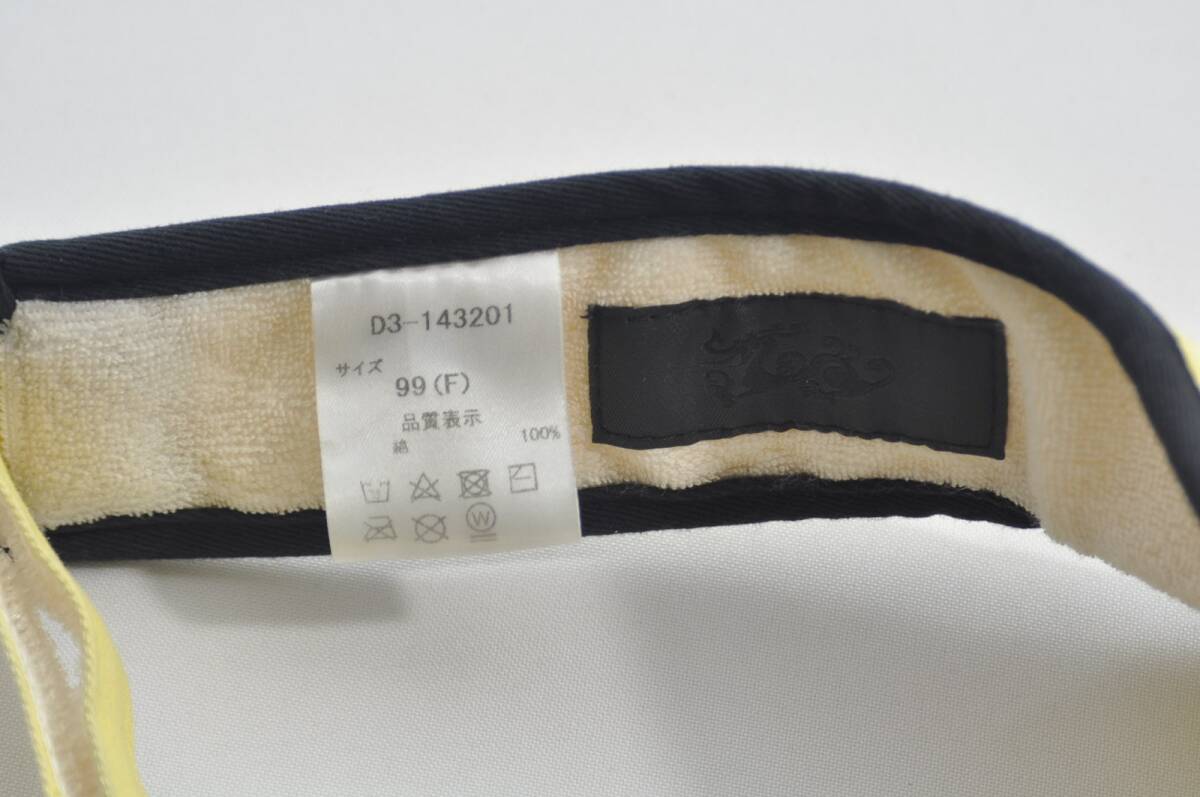 D3-143201
サイズ
99(F)
品質表示
綿 100%
W